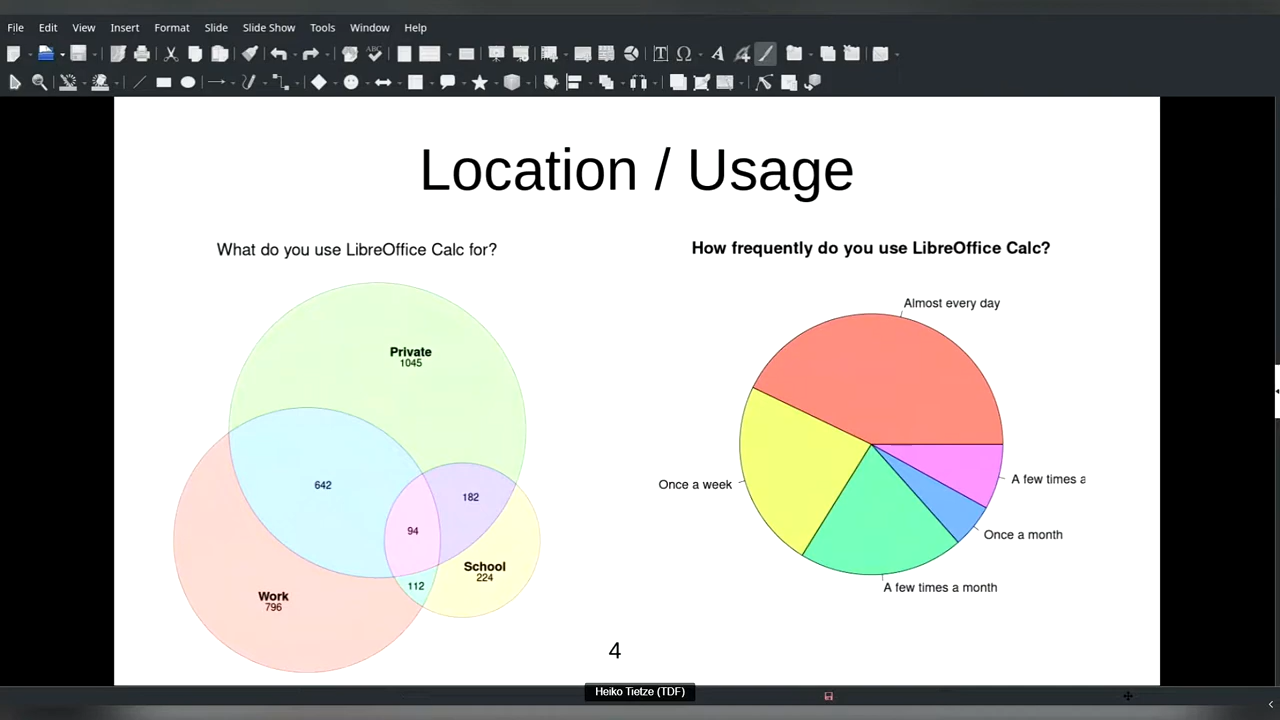 File Edit View Insert Format Slide Slide Show Tools Window Help
Location / Usage
What do you use LibreOffice Calc for?
Private
1045
642
182
94
School
224
112
Work
796
How frequently do you use LibreOffice Calc?
Almost every day
A few times a
Once a week
Once a month
A few times a month
4
Heiko Tietze (TDF)